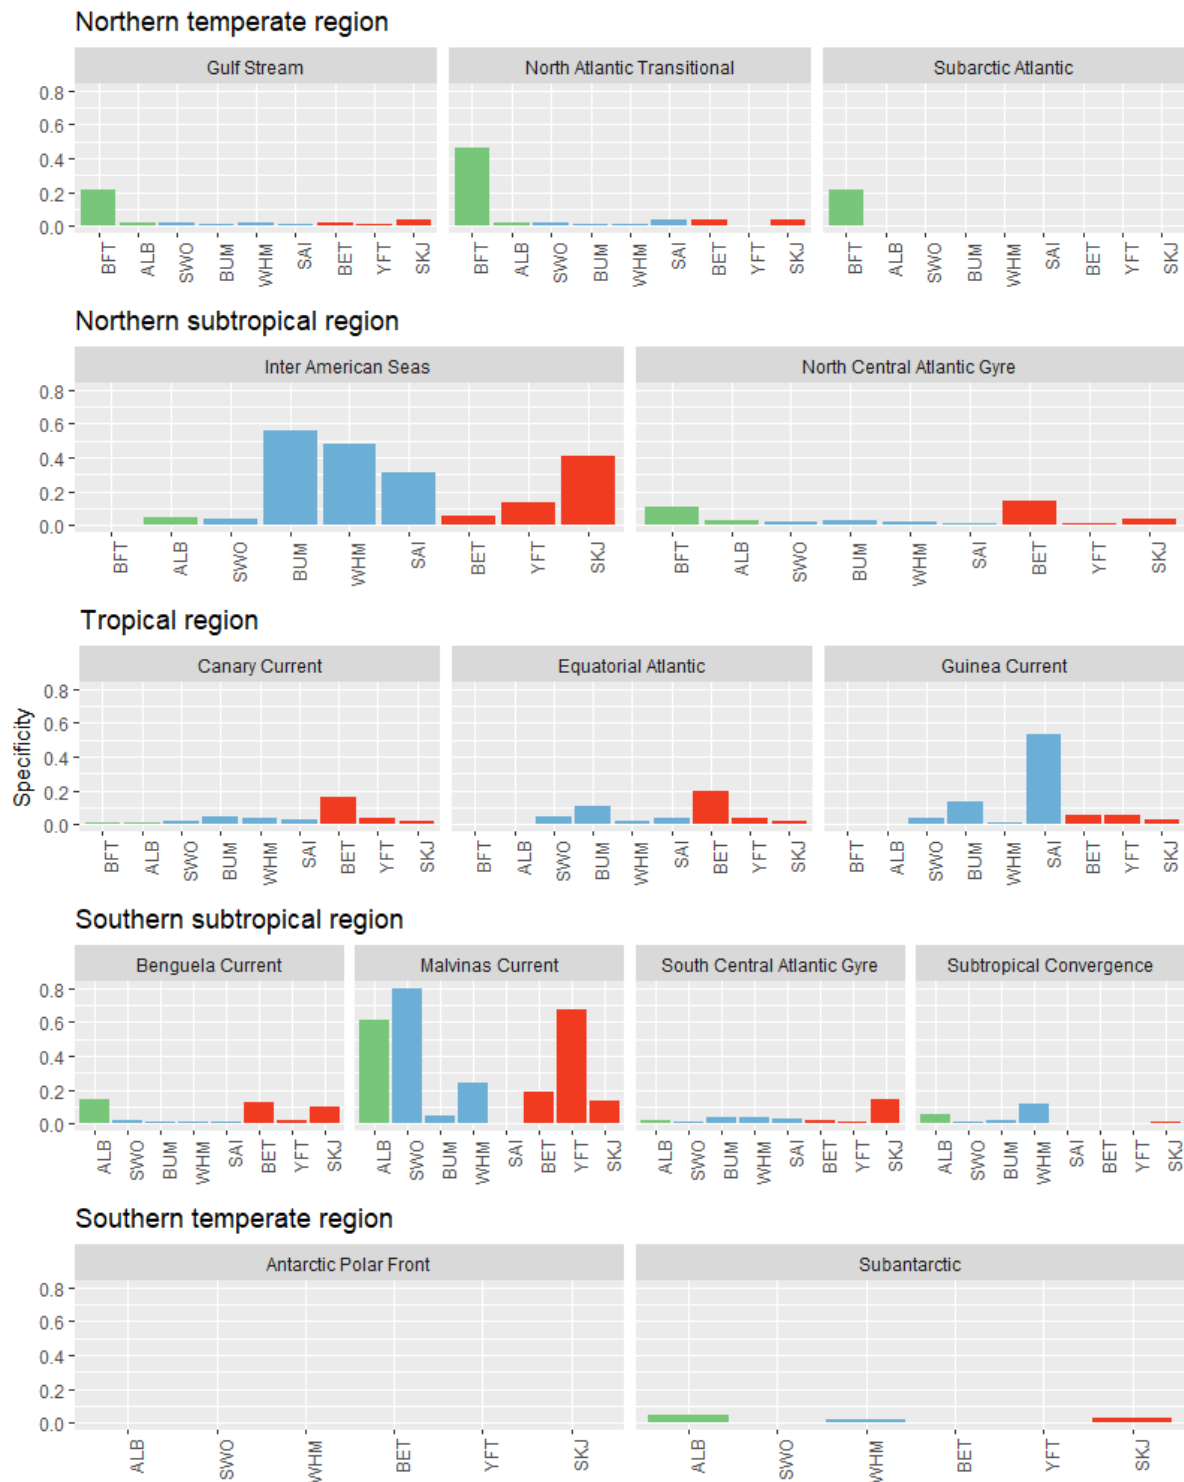 Northern temperate region
Gulf Stream North Atlantic Transitional Subarctic Atlantic
0.8
0.6
0.4
0.2
0.0
BFT ALB SWO BUM WHM SAI BET YFT SKJ BFT ALB SWO BUM WHM SAI BET YFT SKJ BFT ALB SWO BUM WHM SAI BET YFT SKJ
Northern subtropical region
Inter American Seas North Central Atlantic Gyre
0.8
0.6
0.4
0.2
0.0
BFT ALB SWO BUM WHM SAI BET YFT SKJ BFT ALB SWO BUM WHM SAI BET YFT SKJ
Tropical region
Canary Current Equatorial Atlantic Guinea Current
Specificity
0.8
0.6
0.4
0.2
0.0
BFT ALB SWO BUM WHM SAI BET YFT SKJ BFT ALB SWO BUM WHM SAI BET YFT SKJ BFT ALB SWO BUM WHM SAI BET YFT SKJ
Southern subtropical region
Benguela Current Malvinas Current South Central Atlantic Gyre Subtropical Convergence
0.8
0.6
0.4
0.2
0.0
ALB SWO BUM WHM SAI BET YFT SKJ ALB SWO BUM WHM SAI BET YFT SKJ ALB SWO BUM WHM SAI BET YFT SKJ ALB SWO BUM WHM SAI BET YFT SKJ
Southern temperate region
Antarctic Polar Front Subantarctic
0.8
0.6
0.4
0.2
0.0
ALB SWO WHM BET YFT SKJ ALB SWO WHM BET YFT SKJ